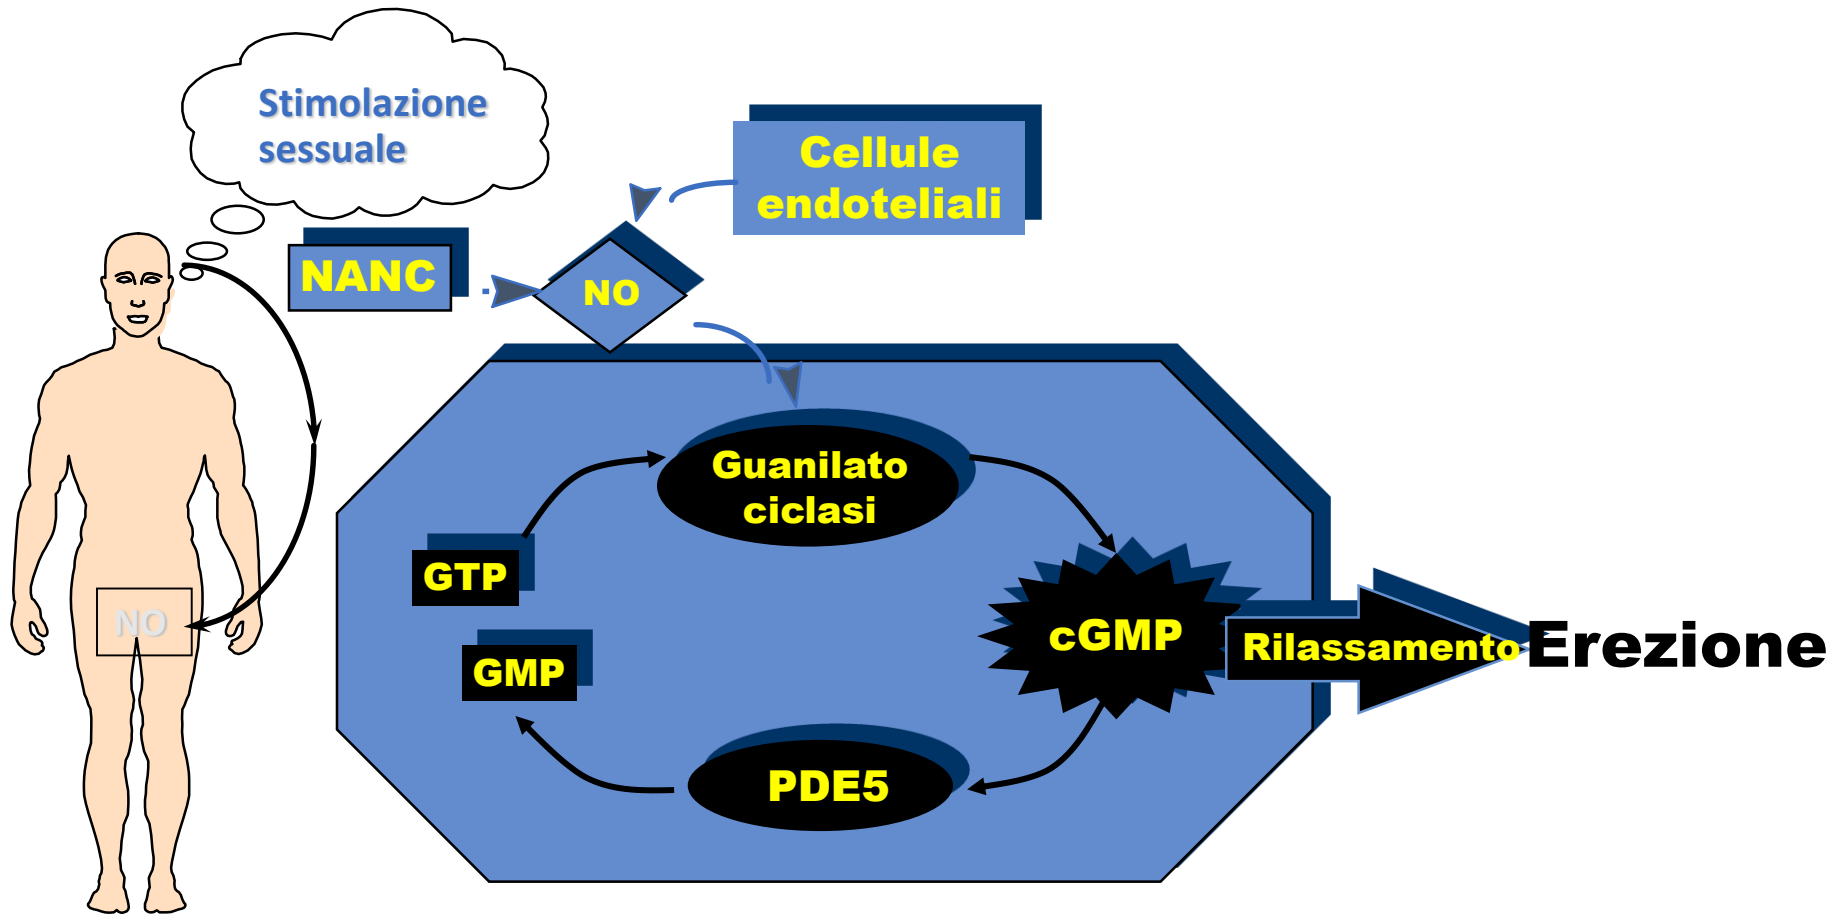 Stimolazione
sessuale
Cellule
endoteliali
NANC
NO
Guanilato
ciclasi
GTP
NO
cGMP
Rilassamento
Erezione
GMP
PDE5